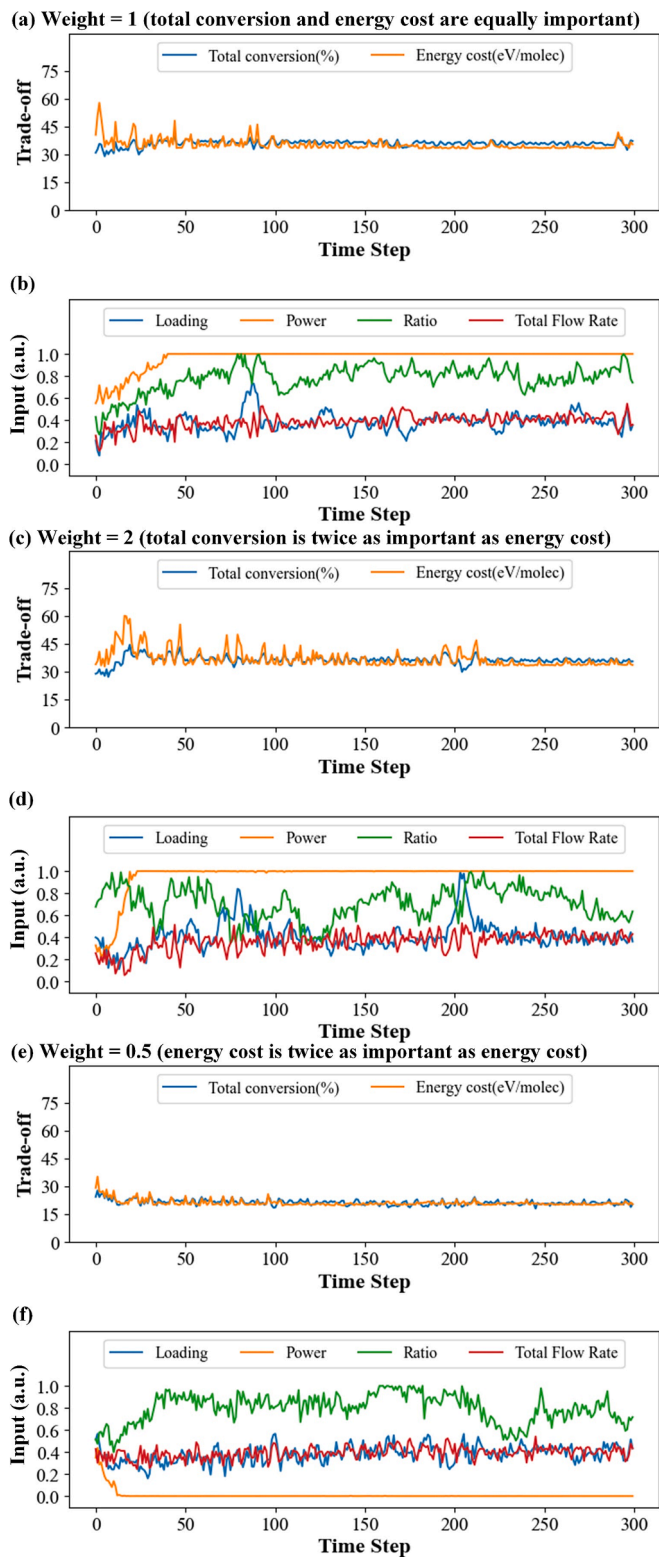 (a) Weight = 1 (total conversion and energy cost are equally important)
Total conversion(%) Energy cost(eV/molec)
Trade-off
75
60
45
30
15
0
0 50 100 150 200 250 300
Time Step
(b)
Loading Power Ratio Total Flow Rate
Input (a.u.)
1.0
0.8
0.6
0.4
0.2
0.0
0 50 100 150 200 250 300
Time Step
(c) Weight = 2 (total conversion is twice as important as energy cost)
Total conversion(%) Energy cost(eV/molec)
Trade-off
75
60
45
30
15
0
0 50 100 150 200 250 300
Time Step
(d)
Loading Power Ratio Total Flow Rate
Input (a.u.)
1.0
0.8
0.6
0.4
0.2
0.0
0 50 100 150 200 250 300
Time Step
(e) Weight = 0.5 (energy cost is twice as important as energy cost)
Total conversion(%) Energy cost(eV/molec)
Trade-off
75
60
45
30
15
0
0 50 100 150 200 250 300
Time Step
(f)
Loading Power Ratio Total Flow Rate
Input (a.u.)
1.0
0.8
0.6
0.4
0.2
0.0
0 50 100 150 200 250 300
Time Step